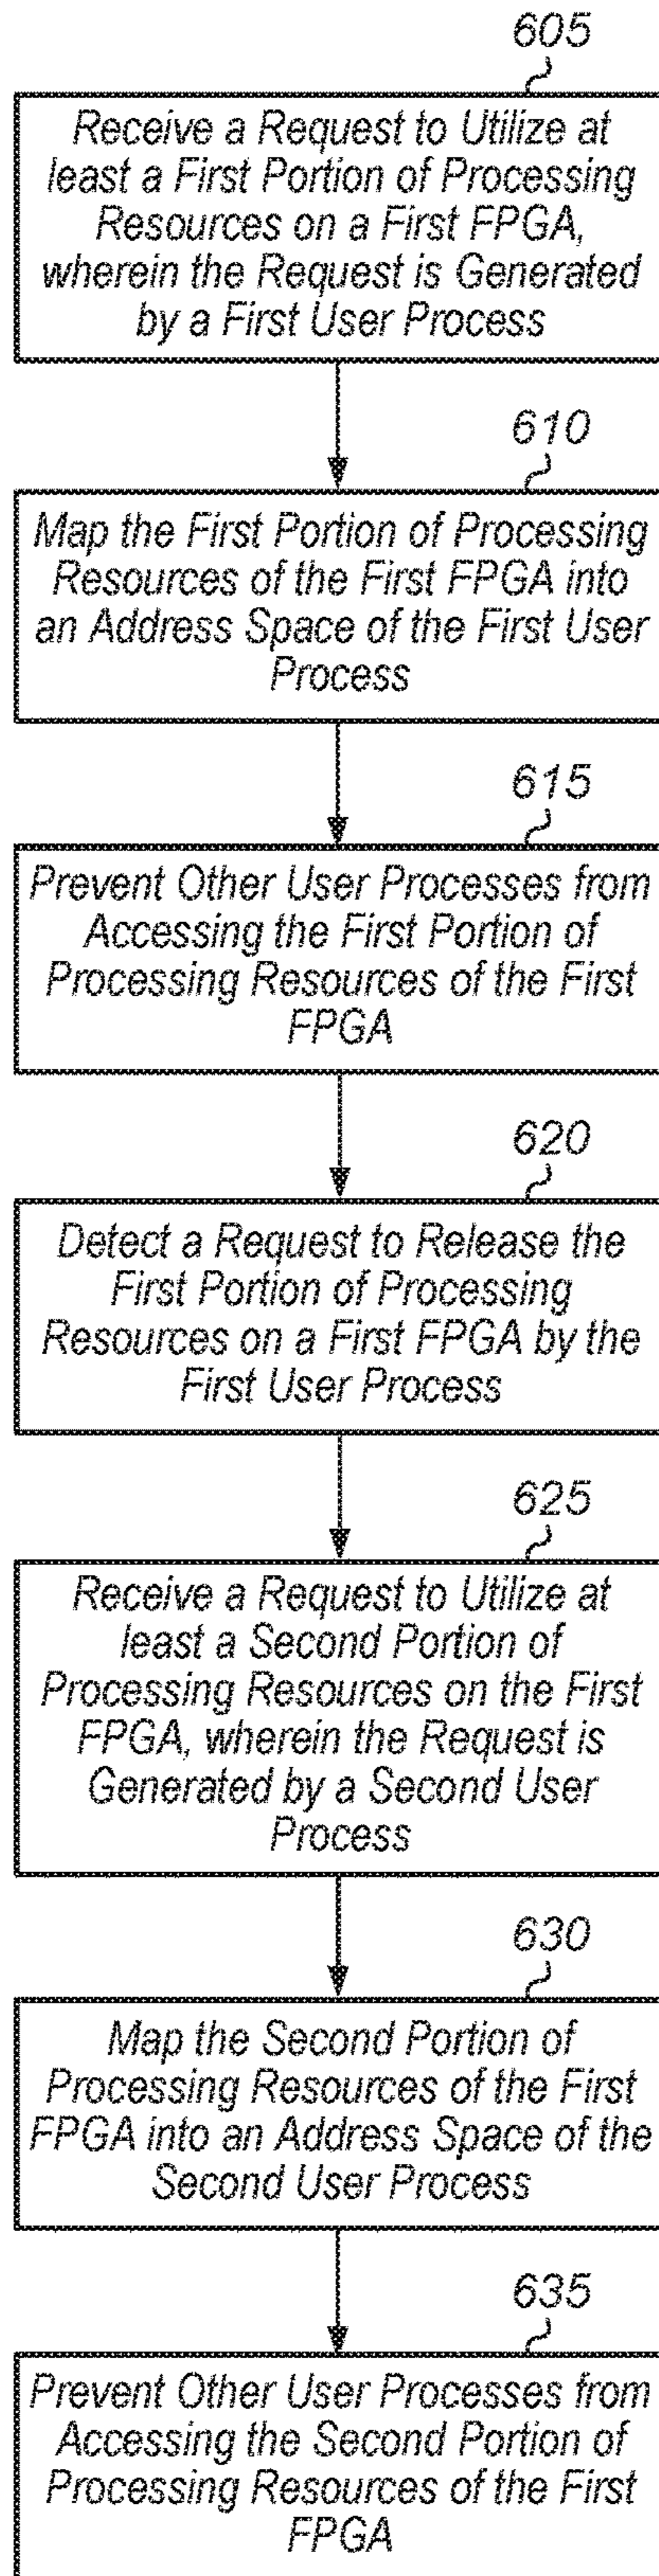 605
Receive a Request to Utilize at
least a First Portion of Processing
Resources on a First FPGA,
wherein the Request is Generated
by a First User Process
610
Map the First Portion of Processing
Resources of the First FPGA into
an Address Space of the First User
Process
615
Prevent Other User Processes from
Accessing the First Portion of
Processing Resources of the First
FPGA
620
Detect a Request to Release the
First Portion of Processing
Resources on a First FPGA by the
First User Process
625
Receive a Request to Utilize at
least a Second Portion of
Processing Resources on the First
FPGA, wherein the Request is
Generated by a Second User
Process
630
Map the Second Portion of
Processing Resources of the First
FPGA into an Address Space of the
Second User Process
635
Prevent Other User Processes from
Accessing the Second Portion of
Processing Resources of the First
FPGA